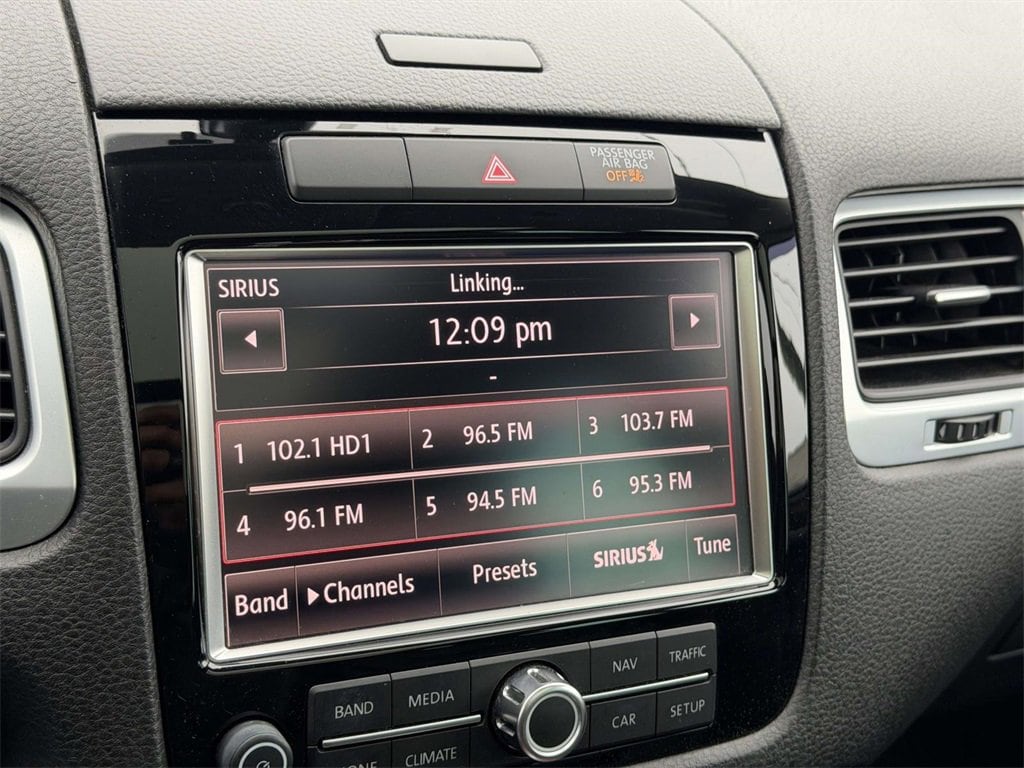 PASSENGER
AIR BAG
OFF
SIRIUS Linking...
12:09 pm
-
1 102.1 HD1 2 96.5 FM 3 103.7 FM
4 96.1 FM 5 94.5 FM 6 95.3 FM
Band Channels Presets SIRIUS Tune
BAND MEDIA NAV TRAFFIC
CLIMATE CAR SETUP